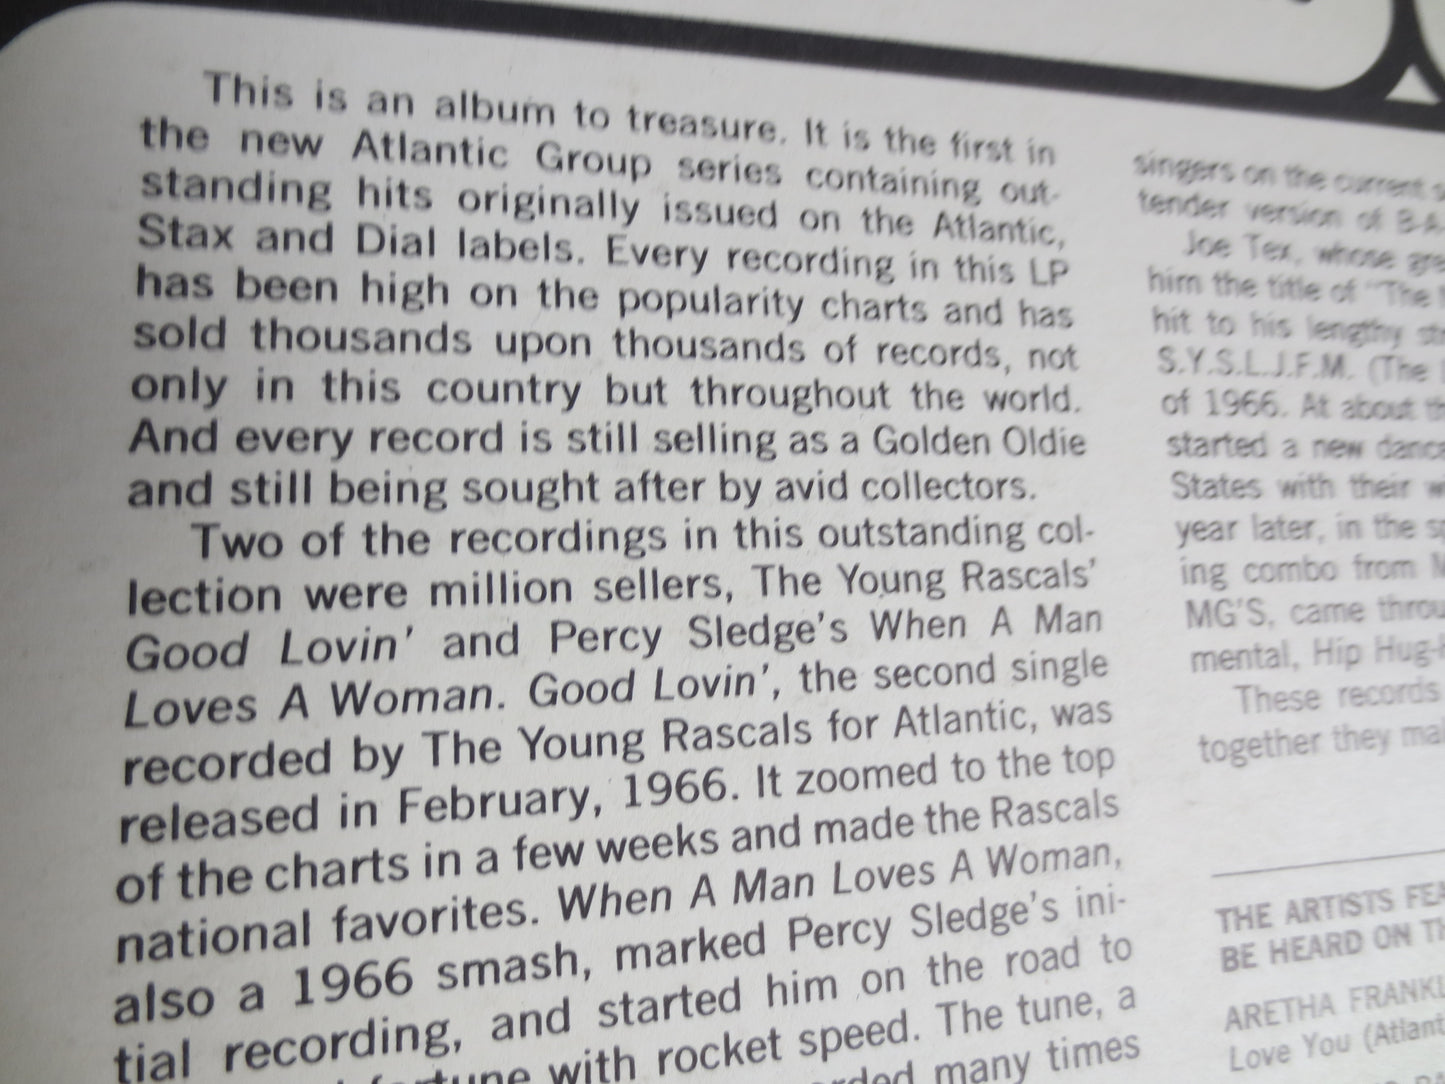 This is an album to treasure. It is the first in
the new Atlantic Group series containing out-
standing hits originally issued on the Atlantic,
Stax and Dial labels. Every recording in this LP
has been high on the popularity charts and has
sold thousands upon thousands of records, not
only in this country but throughout the world.
And every record is still selling as a Golden Oldie
and still being sought after by avid collectors.
Two of the recordings in this outstanding col-
lection were million sellers, The Young Rascals'
Good Lovin' and Percy Sledge's When A Man
Loves A Woman. Good Lovin', the second single
recorded by The Young Rascals for Atlantic, was
released in February, 1966. It zoomed to the top
of the charts in a few weeks and made the Rascals
national favorites. When A Man Loves A Woman,
also a 1966 smash, marked Percy Sledge's ini-
tial recording, and started him on the road to
with rocket speed. The tune, a
many times
singers on the current
tender version of B-A-
Joe Tex, whose
him the title of "The
hit to his lengthy
S.Y.S.L.J.F.M. (The
of 1966. At about
started a new
States with their
year later, in the
ing combo from
MG'S, came
mental, Hip Hug-
These records
together they
THE ARTISTS
BE HEARD ON
ARETHA
Love You